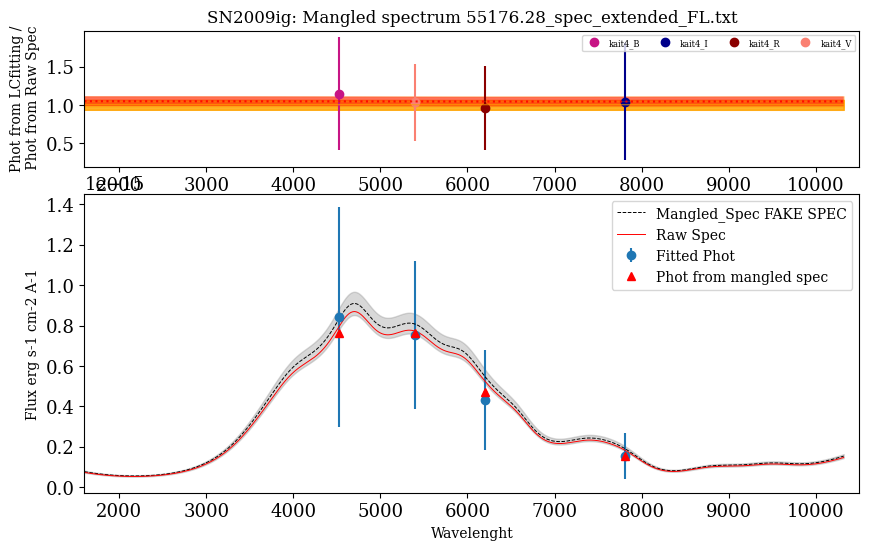 SN2009ig: Mangled spectrum 55176.28_spec_extended_FL.txt
Phot from LCfitting /
Phot from Raw Spec
kait4_B kait4_I kait4_R kait4_V
1.5
1.0
0.5
2000 3000 4000 5000 6000 7000 8000 9000 10000
1e−15
Mangled_Spec FAKE SPEC
Raw Spec
Fitted Phot
Phot from mangled spec
Flux erg s-1 cm-2 A-1
1.4
1.2
1.0
0.8
0.6
0.4
0.2
0.0
2000 3000 4000 5000 6000 7000 8000 9000 10000
Wavelenght